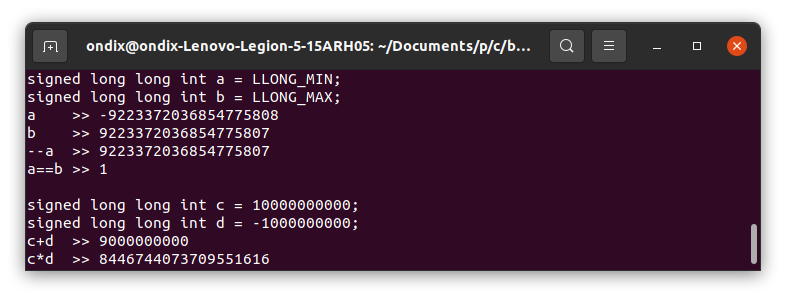 ondix@ondix-Lenovo-Legion-5-15ARH05: ~/Documents/p/c/b…
signed long long int a = LLONG_MIN;
signed long long int b = LLONG_MAX;
a    >> -9223372036854775808
b    >> 9223372036854775807
--a  >> 9223372036854775807
a==b >> 1
signed long long int c = 10000000000;
signed long long int d = -1000000000;
c+d  >> 9000000000
c*d  >> 8446744073709551616